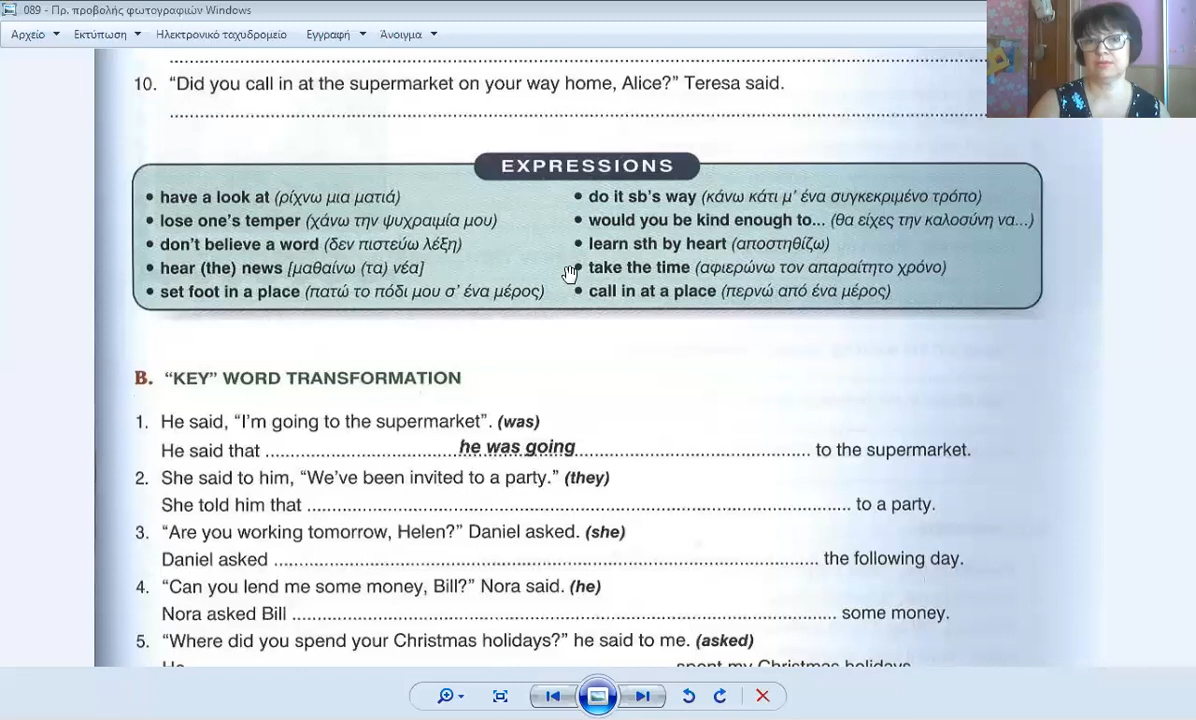 089 - Πρ. προβολής φωτογραφιών Windows
Αρχείο Εκτύπωση Ηλεκτρονικό ταχυδρομείο Εγγραφή Άνοιγμα
10. “Did you call in at the supermarket on your way home, Alice?” Teresa said.
EXPRESSIONS
• have a look at (ρίχνω μια ματιά)
• lose one's temper (χάνω την ψυχραιμία μου)
• don't believe a word (δεν πιστεύω λέξη)
• hear (the) news [μαθαίνω (τα) νέα]
• set foot in a place (πατώ το πόδι μου σ' ένα μέρος)
• do it sb's way (κάνω κάτι μ' ένα συγκεκριμένο τρόπο)
• would you be kind enough to... (θα είχες την καλοσύνη να...)
• learn sth by heart (αποστηθίζω)
• take the time (αφιερώνω τον απαραίτητο χρόνο)
• call in at a place (περνώ από ένα μέρος)
B. “KEY” WORD TRANSFORMATION
1. He said, “I'm going to the supermarket”. (was)
He said that he was going to the supermarket.
2. She said to him, “We've been invited to a party.” (they)
She told him that to a party.
3. “Are you working tomorrow, Helen?” Daniel asked. (she)
Daniel asked the following day.
4. “Can you lend me some money, Bill?” Nora said. (he)
Nora asked Bill some money.
5. “Where did you spend your Christmas holidays?” he said to me. (asked)
He spent my Christmas holidays.